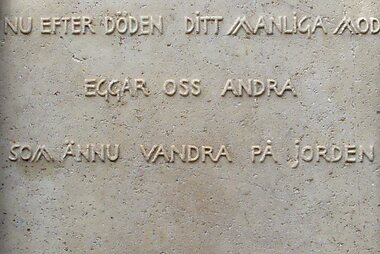 NU EFTER DÖDEN DITT MANLIGA MOD
EGGAR OSS ANDRA
SOM ÄNNU VANDRA PÅ JORDEN